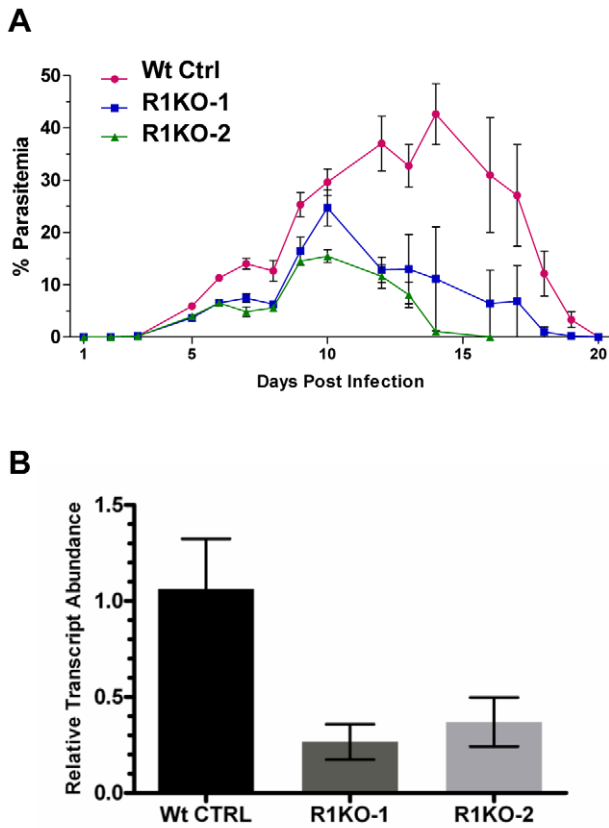 A
Wt Ctrl
R1KO-1
R1KO-2
% Parasitemia
50
40
30
20
10
0
1
5
10
15
20
Days Post Infection
B
Relative Transcript Abundance
1.5
1.0
0.5
0.0
Wt CTRL
R1KO-1
R1KO-2